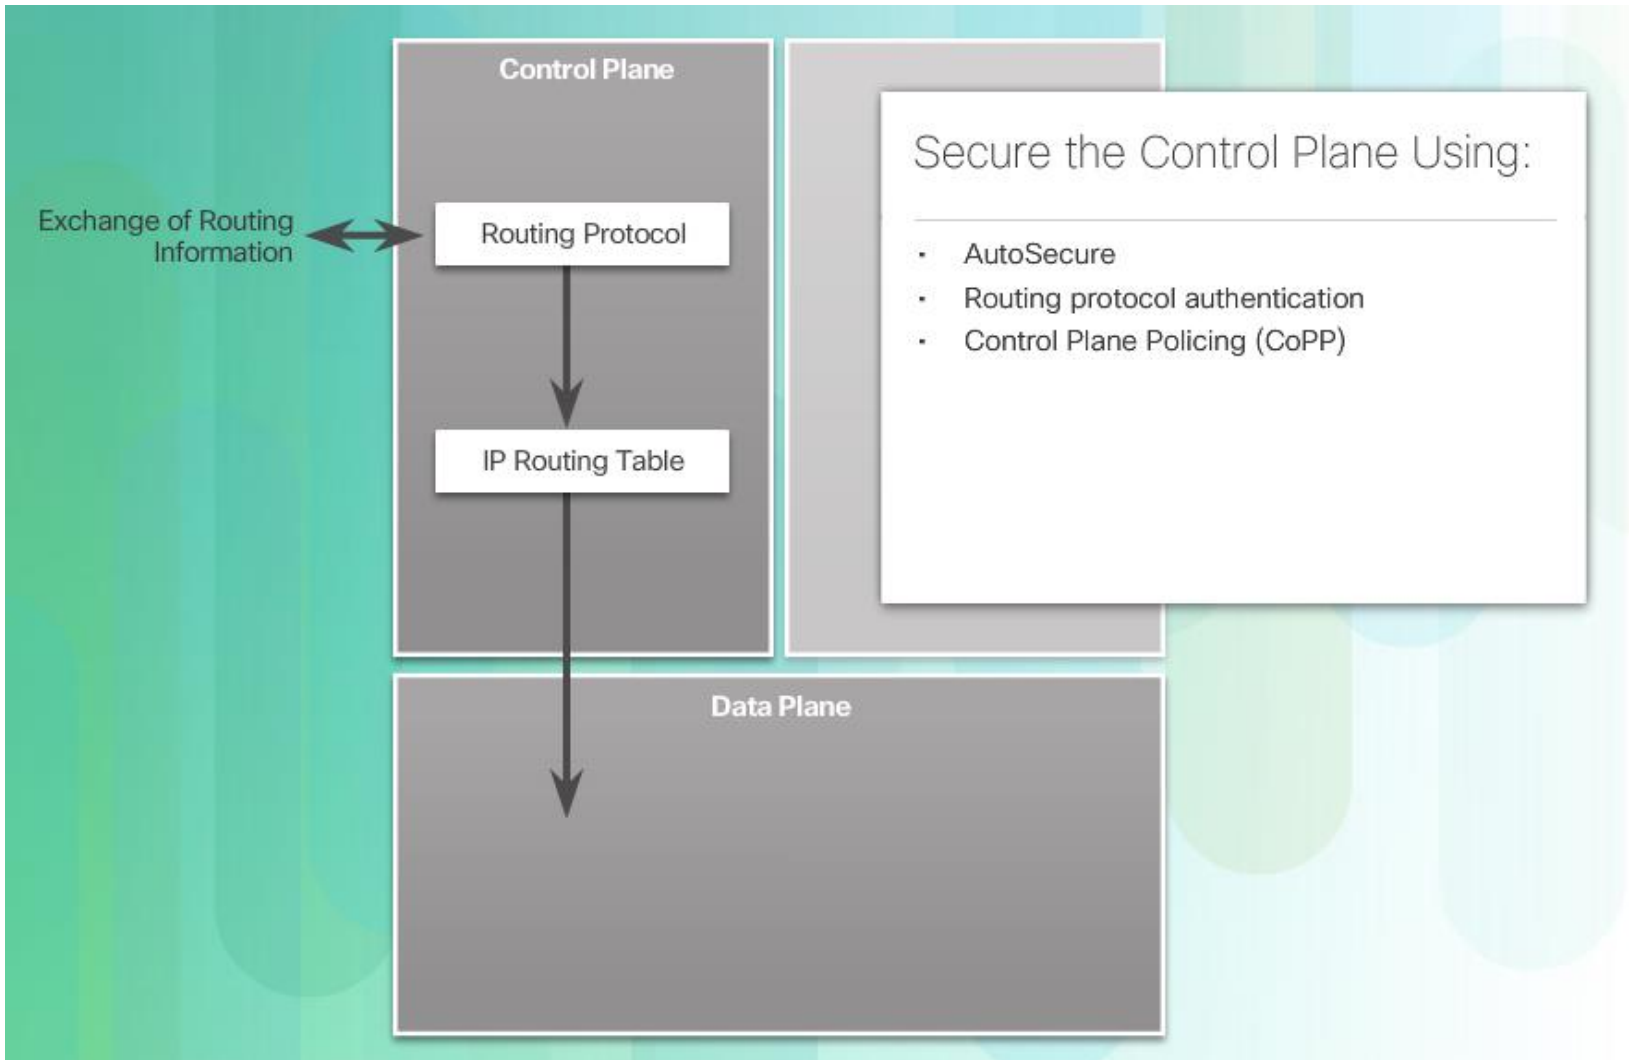 Control Plane
Exchange of Routing
Information
Routing Protocol
IP Routing Table
Data Plane
Secure the Control Plane Using:
· AutoSecure
· Routing protocol authentication
· Control Plane Policing (CoPP)